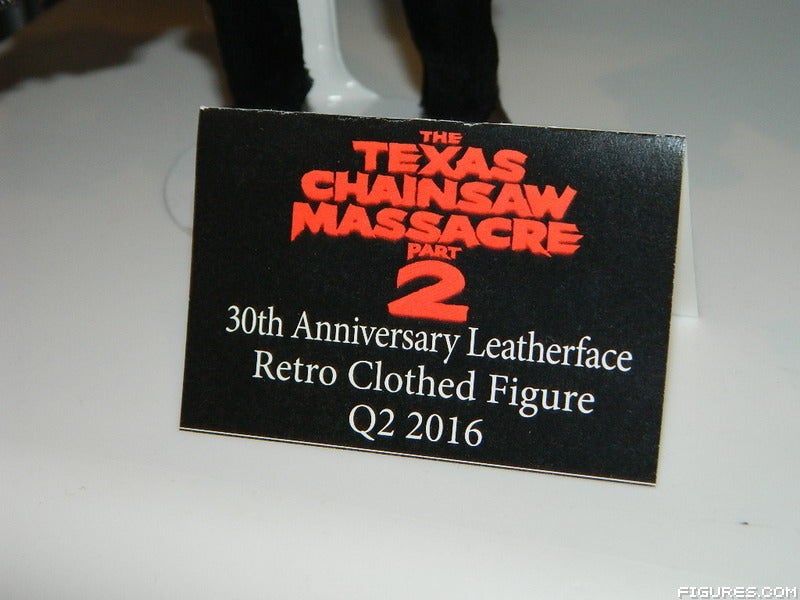 THE
TEXAS
CHAINSAW
MASSACRE
PART
2
30th Anniversary Leatherface
Retro Clothed Figure
Q2 2016
FIGURES.COM